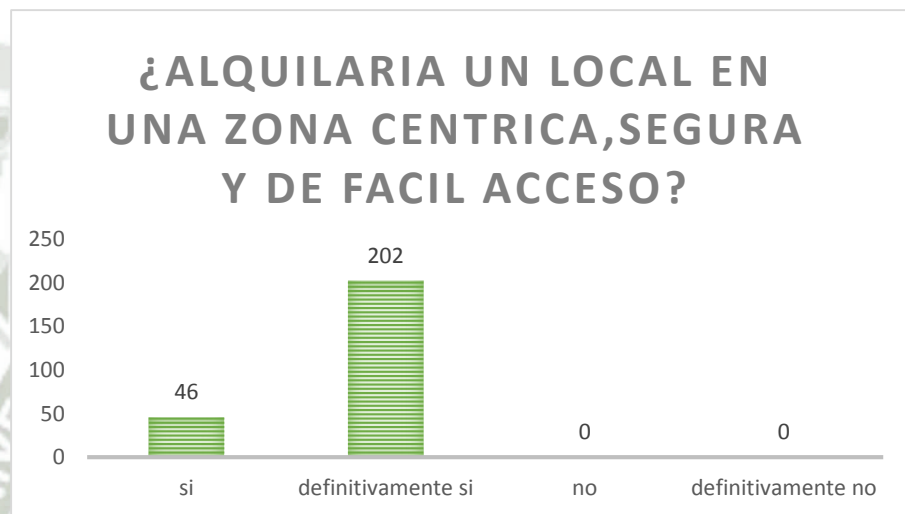 ¿ALQUILARIA UN LOCAL EN
UNA ZONA CENTRICA,SEGURA
Y DE FACIL ACCESO?
250
200
150
100
50
0
46
202
0
0
si
definitivamente si
no
definitivamente no